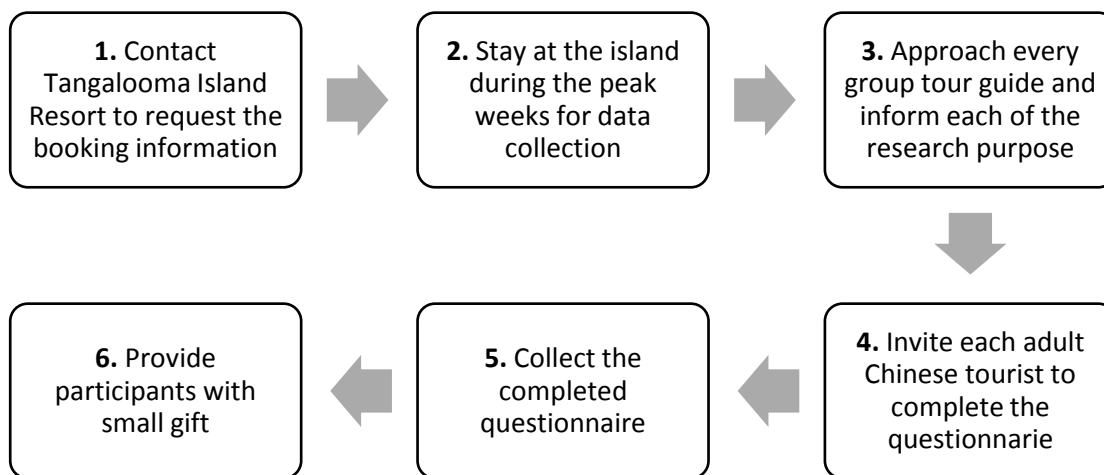 1. Contact
Tangalooma Island
Resort to request the
booking information
2. Stay at the island
during the peak
weeks for data
collection
3. Approach every
group tour guide and
inform each of the
research purpose
4. Invite each adult
Chinese tourist to
complete the
questionnarie
5. Collect the
completed
questionnaire
6. Provide
participants with
small gift